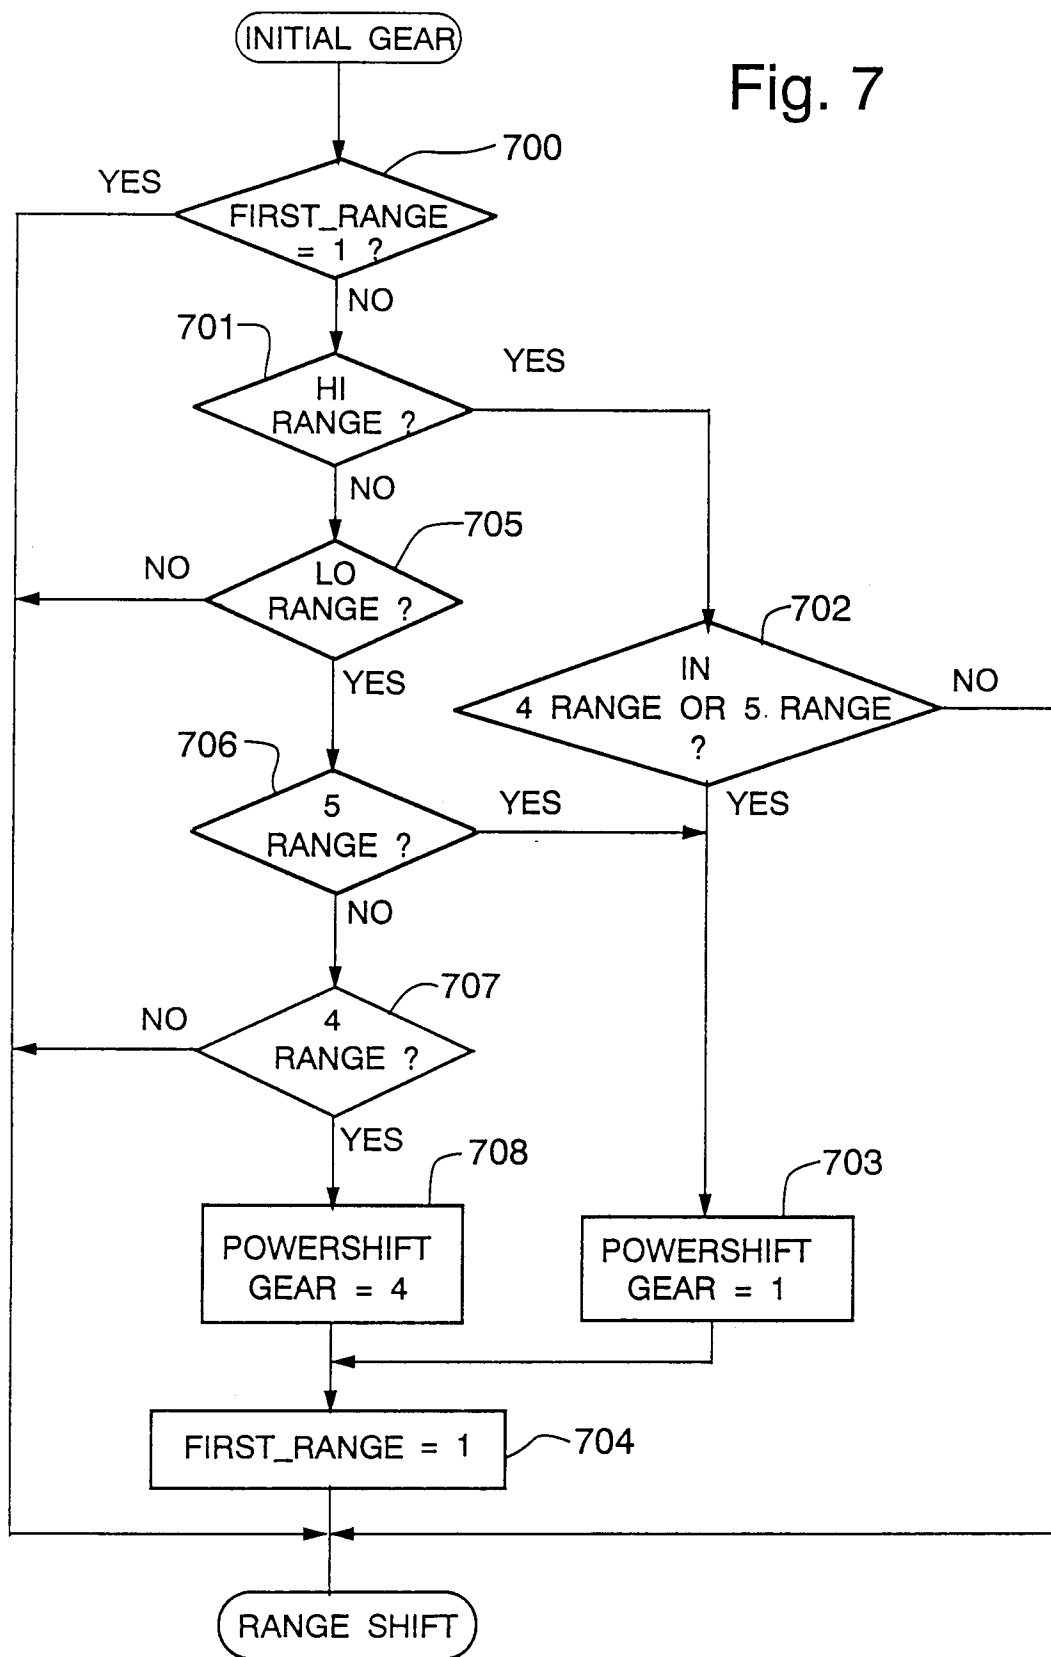 INITIAL GEAR
Fig. 7
700
YES
FIRST_RANGE
= 1 ?
NO
701
YES
HI
RANGE ?
NO
705
NO
LO
RANGE ?
YES
702
IN
4 RANGE OR 5. RANGE
?
NO
YES
706
5
RANGE ?
YES
NO
707
NO
4
RANGE ?
YES
708
POWERSHIFT
GEAR = 4
703
POWERSHIFT
GEAR = 1
FIRST_RANGE = 1
704
RANGE SHIFT